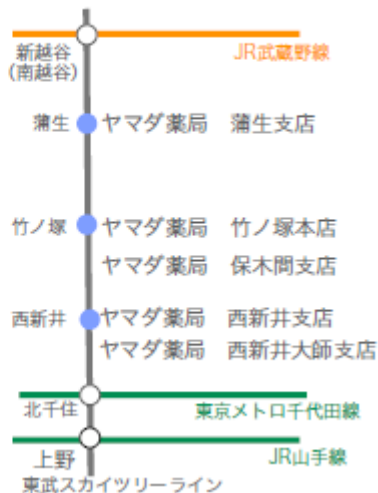 新越谷
(南越谷)
JR武蔵野線
蒲生 ヤマダ薬局 蒲生支店
竹ノ塚 ヤマダ薬局 竹ノ塚本店
ヤマダ薬局 保木間支店
西新井 ヤマダ薬局 西新井支店
ヤマダ薬局 西新井大師支店
北千住 東京メトロ千代田線
上野 JR山手線
東武スカイツリーライン